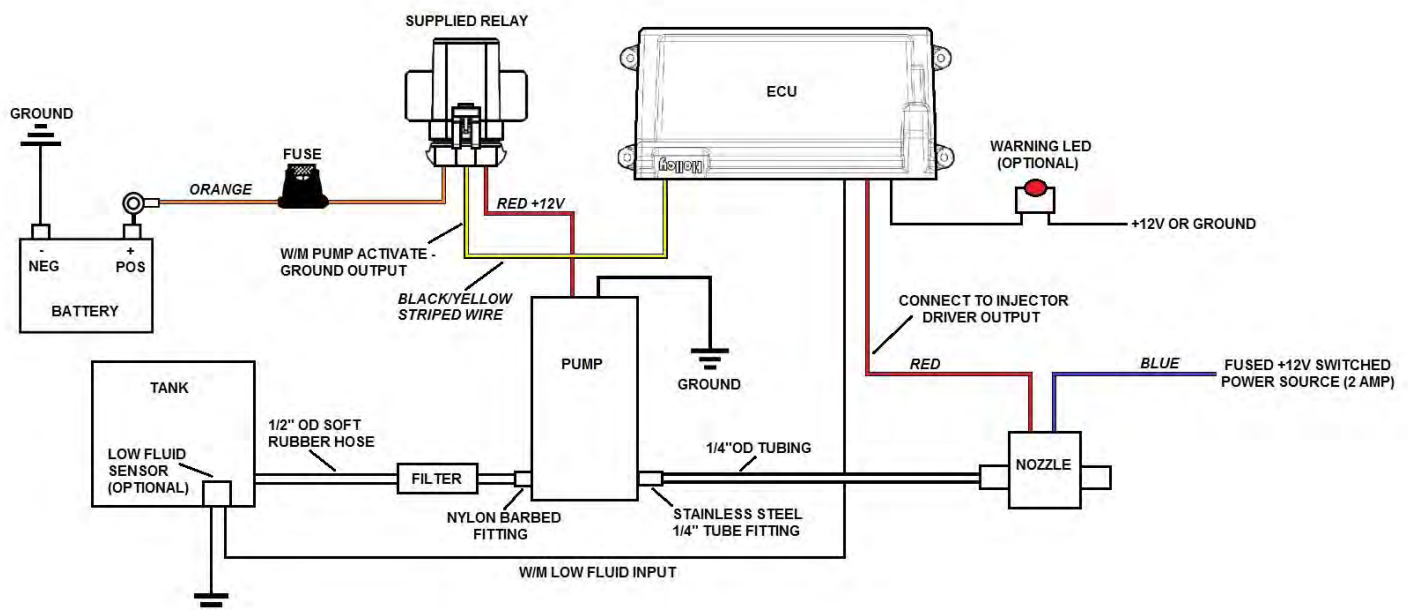 SUPPLIED RELAY
ECU
Holley
GROUND
FUSE
WARNING LED
(OPTIONAL)
ORANGE
RED +12V
+12V OR GROUND
-
+
NEG
POS
BATTERY
W/M PUMP ACTIVATE -
GROUND OUTPUT
BLACK/YELLOW
STRIPED WIRE
CONNECT TO INJECTOR
DRIVER OUTPUT
PUMP
GROUND
RED
BLUE
FUSED +12V SWITCHED
POWER SOURCE (2 AMP)
TANK
1/2" OD SOFT
RUBBER HOSE
LOW FLUID
SENSOR
(OPTIONAL)
FILTER
1/4"OD TUBING
NOZZLE
NYLON BARBED
FITTING
STAINLESS STEEL
1/4" TUBE FITTING
W/M LOW FLUID INPUT